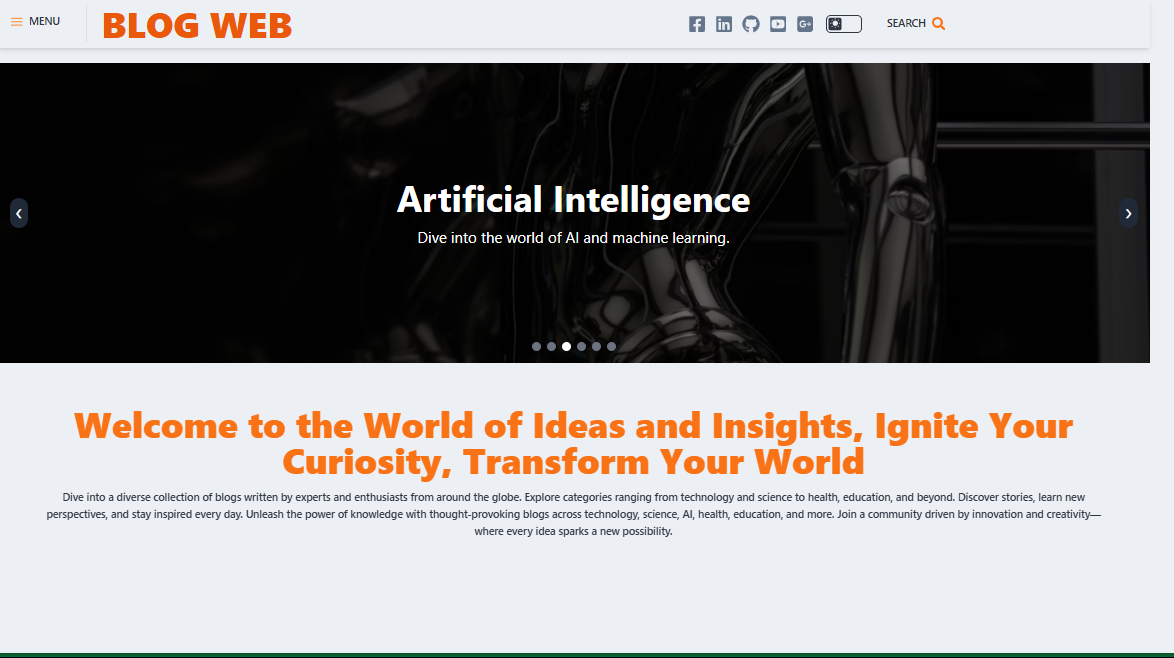 MENU
BLOG WEB
G+
SEARCH
Artificial Intelligence
Dive into the world of AI and machine learning.
Welcome to the World of Ideas and Insights, Ignite Your
Curiosity, Transform Your World
Dive into a diverse collection of blogs written by experts and enthusiasts from around the globe. Explore categories ranging from technology and science to health, education, and beyond. Discover stories, learn new
perspectives, and stay inspired every day. Unleash the power of knowledge with thought-provoking blogs across technology, science, AI, health, education, and more. Join a community driven by innovation and creativity—
where every idea sparks a new possibility.